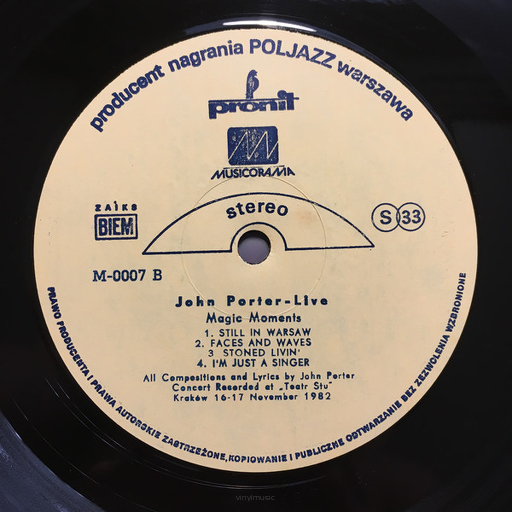 producent nagrania POLJAZZ warszawa
pronit
MUSICORAMA
stereo
ZAiKS
BIEM
S 33
M-0007 B
John Porter-Live
Magic Moments
1. STILL IN WARSAW
2. FACES AND WAVES
3 STONED LIVIN'
4. I'M JUST A SINGER
All Compositions and Lyrics by John Porter
Concert Recorded at „Teatr Stu"
Kraków 16-17 November 1982
PRAWO PRODUCENTA I PRAWA AUTORSKIE ZASTRZEŻONE, KOPIOWANIE I PUBLICZNE ODTWARZANIE BEZ ZEZWOLENIA WZBRONIONE
vinylmusic